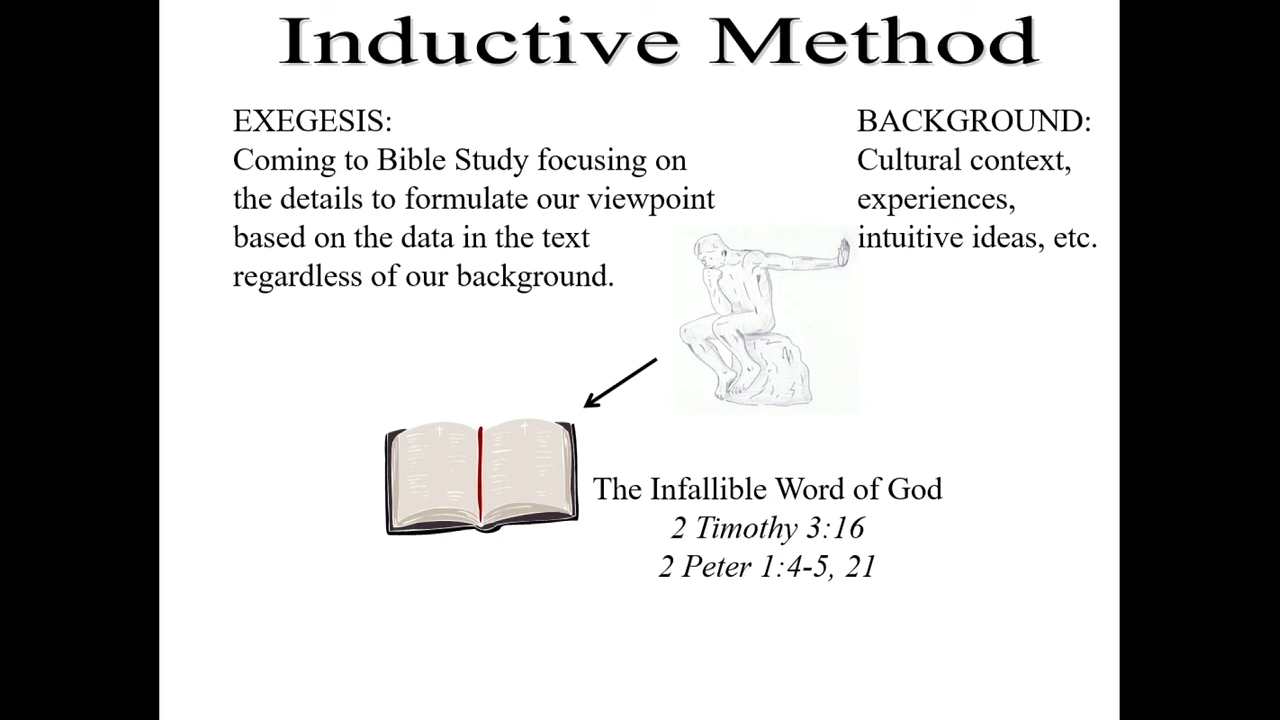 Inductive Method
EXEGESIS:
Coming to Bible Study focusing on
the details to formulate our viewpoint
based on the data in the text
regardless of our background.
BACKGROUND:
Cultural context,
experiences,
intuitive ideas, etc.
The Infallible Word of God
2 Timothy 3:16
2 Peter 1:4-5, 21